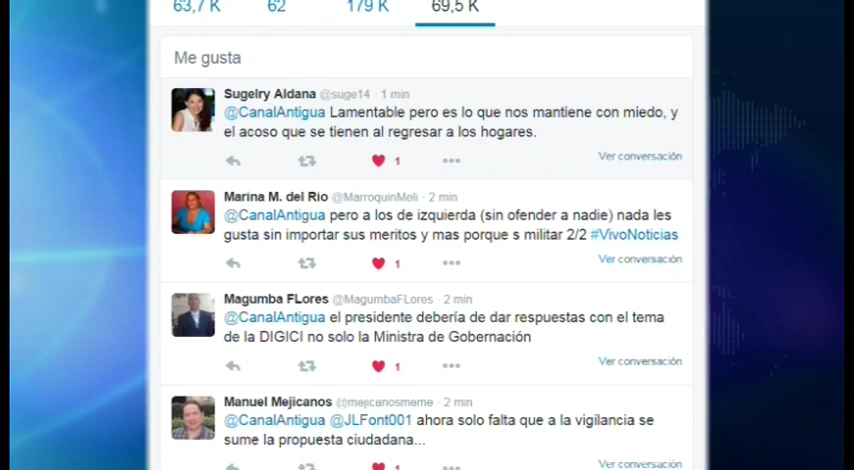 63,7 K 62 179 K 69,5 K
Me gusta
Sugelry Aldana @suge14 · 1 min
@CanalAntigua Lamentable pero es lo que nos mantiene con miedo, y
el acoso que se tienen al regresar a los hogares.
1 Ver conversación
Marina M. del Río @MarroquinMeli · 2 min
@CanalAntigua pero a los de izquierda (sin ofender a nadie) nada les
gusta sin importar sus meritos y mas porque s militar 2/2 #VivoNoticias
1 Ver conversación
Magumba FLores @MagumbaFLores · 2 min
@CanalAntigua el presidente debería de dar respuestas con el tema
de la DIGICI no solo la Ministra de Gobernación
1 Ver conversación
Manuel Mejicanos @mejicanosmeme · 2 min
@CanalAntigua @JLFont001 ahora solo falta que a la vigilancia se
sume la propuesta ciudadana...
1 Ver conversación